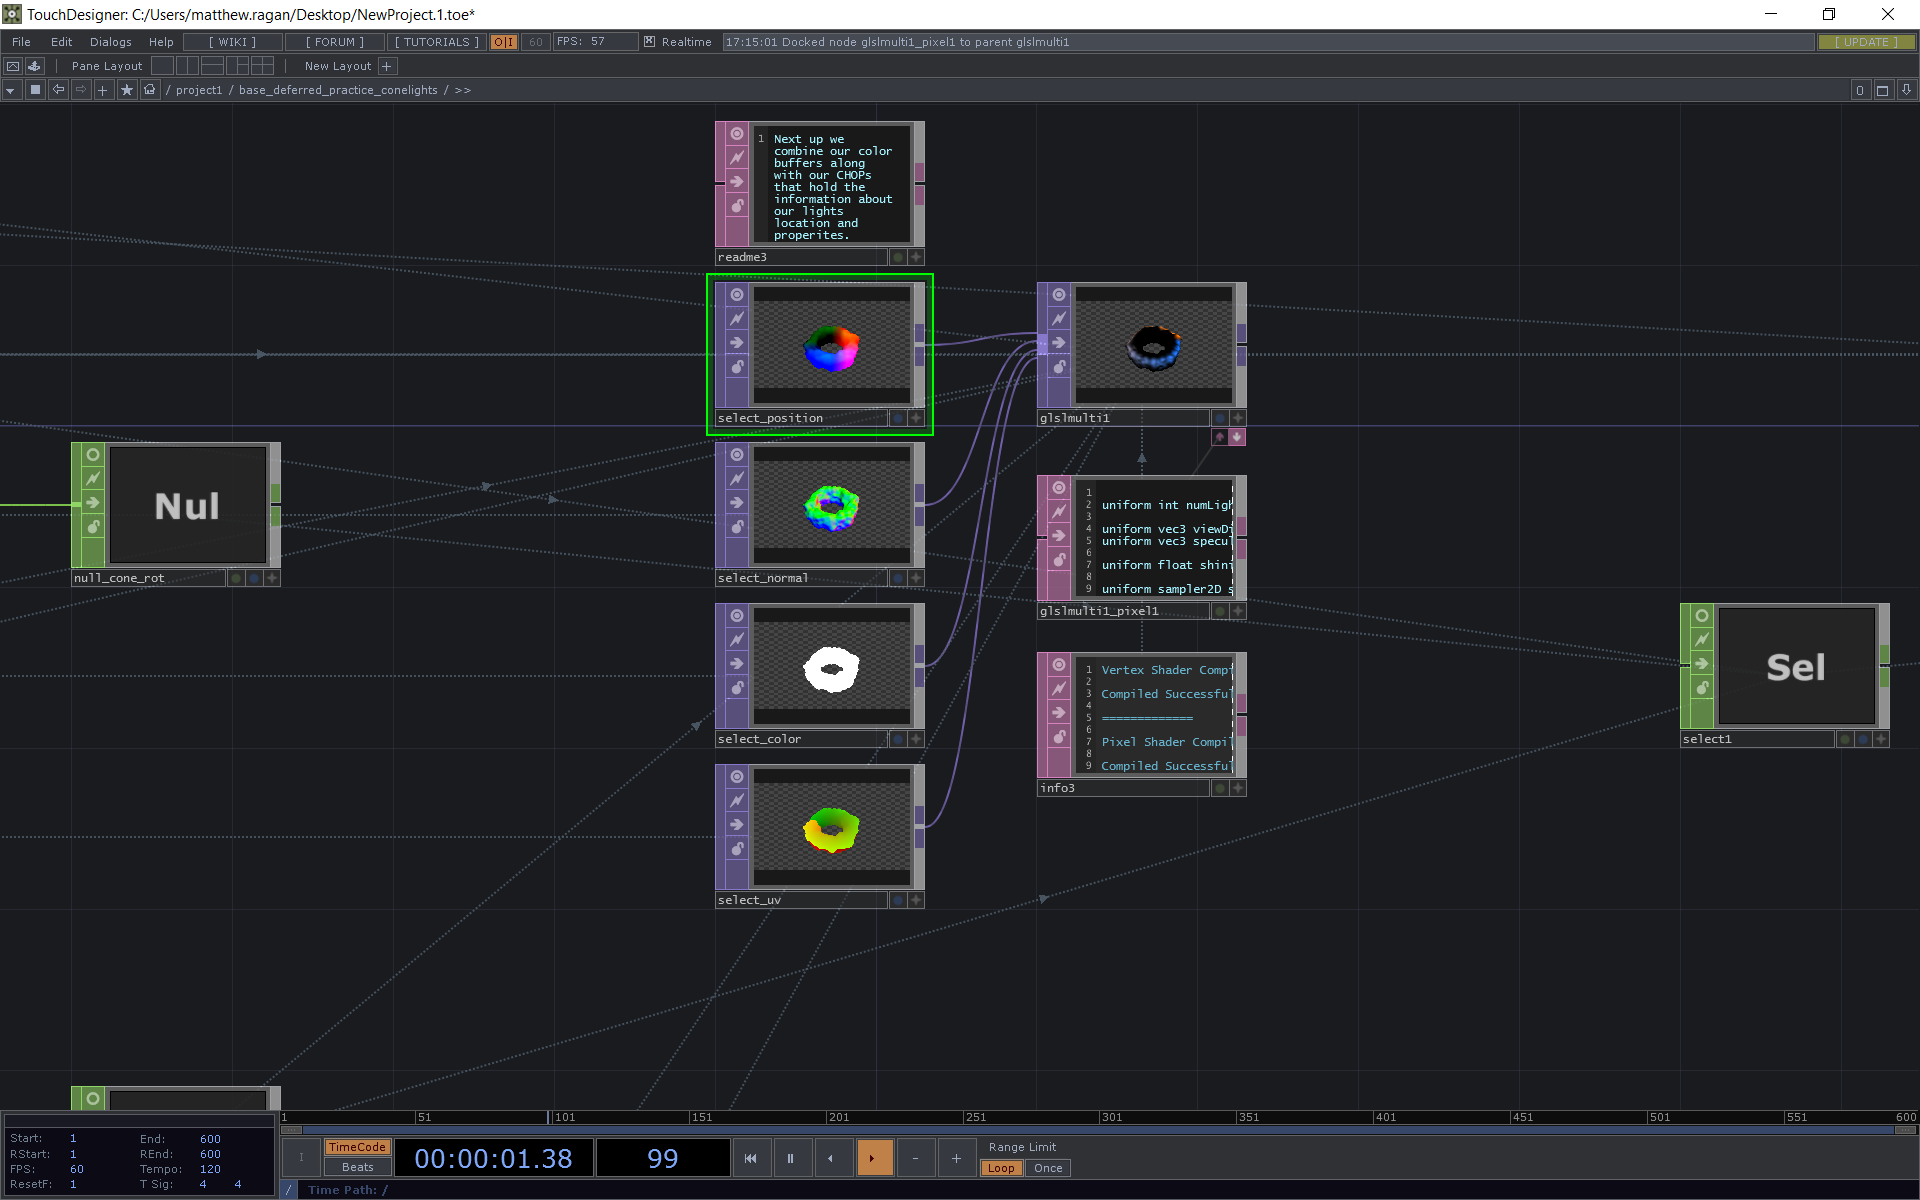 TouchDesigner: C:/Users/matthew.ragan/Desktop/NewProject.1.toe*
File Edit Dialogs Help [ WIKI ] [ FORUM ] [ TUTORIALS ] O|I 60 FPS: 57 Realtime 17:15:01 Docked node glslmulti1_pixel1 to parent glslmulti1 [ UPDATE ]
Pane Layout New Layout +
/ project1 / base_deferred_practice_conelights / >> 0
1 Next up we
combine our color
buffers along
with our CHOPs
that hold the
information about
our lights
location and
properites.
readme3
select_position
glslmulti1
Nul
null_cone_rot
select_normal
1
2 uniform int numLigh
3
4 uniform vec3 viewDi
5 uniform vec3 specul
6
7 uniform float shini
8
9 uniform sampler2D s
glslmulti1_pixel1
select_color
1 Vertex Shader Compi
2
3 Compiled Successful
4
5 =============
6
7 Pixel Shader Compil
8
9 Compiled Successful
info3
Sel
select1
select_uv
1 51 101 151 201 251 301 351 401 451 501 551 600
Start: 1 End: 600
RStart: 1 REnd: 600
FPS: 60 Tempo: 120
ResetF: 1 T Sig: 4 4
I TimeCode
Beats
00:00:01.38
99
- +
Range Limit
Loop Once
/ Time Path: /